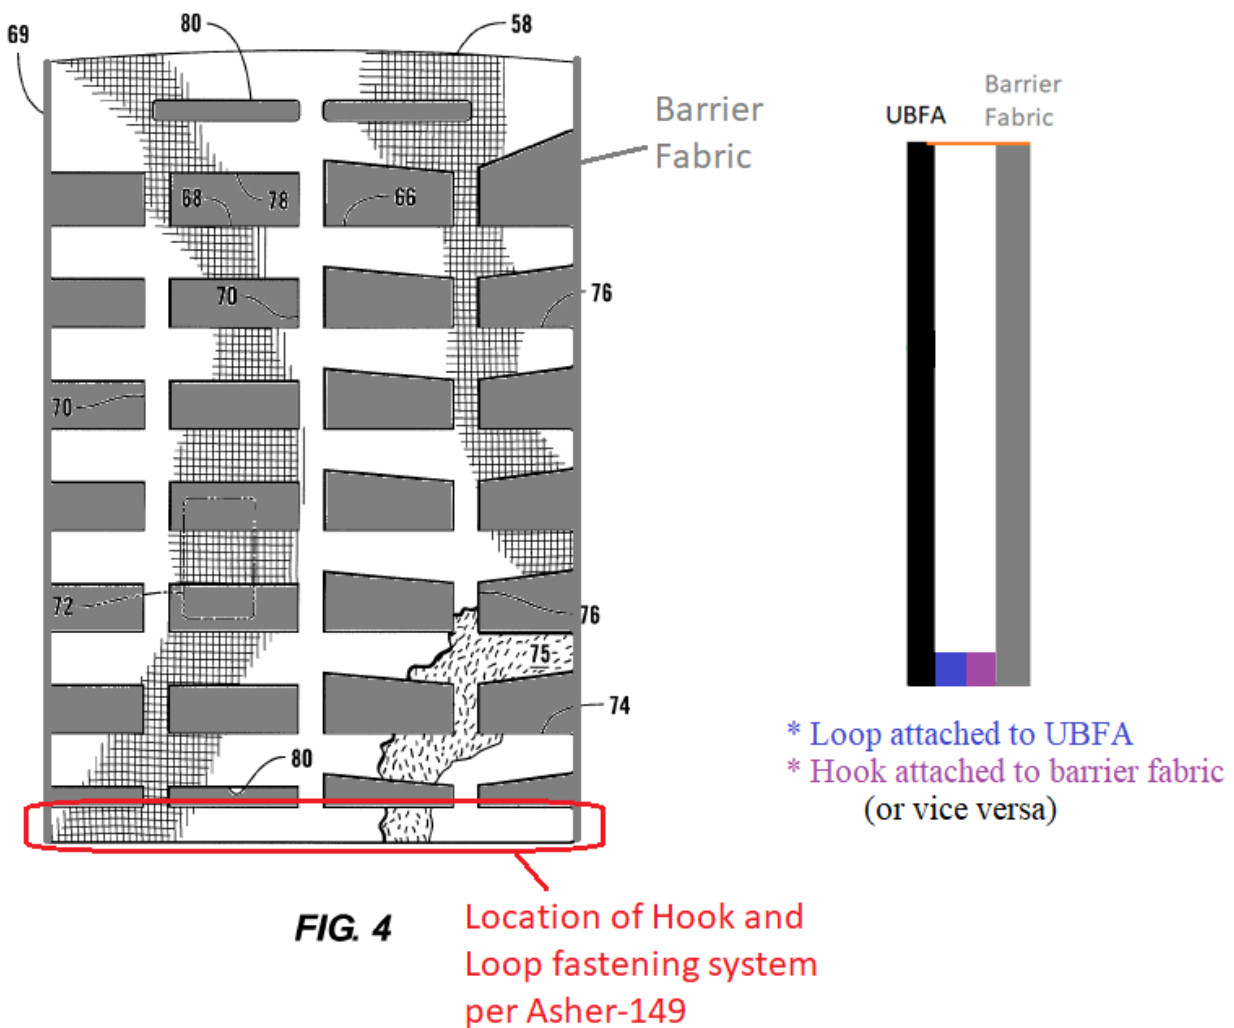 80
58
69
Barrier
Fabric
78
68
66
70
76
70
72
76
75
74
80
FIG. 4
Location of Hook and
Loop fastening system
per Asher-149
Barrier
UBFA
Fabric
* Loop attached to UBFA
* Hook attached to barrier fabric
(or vice versa)